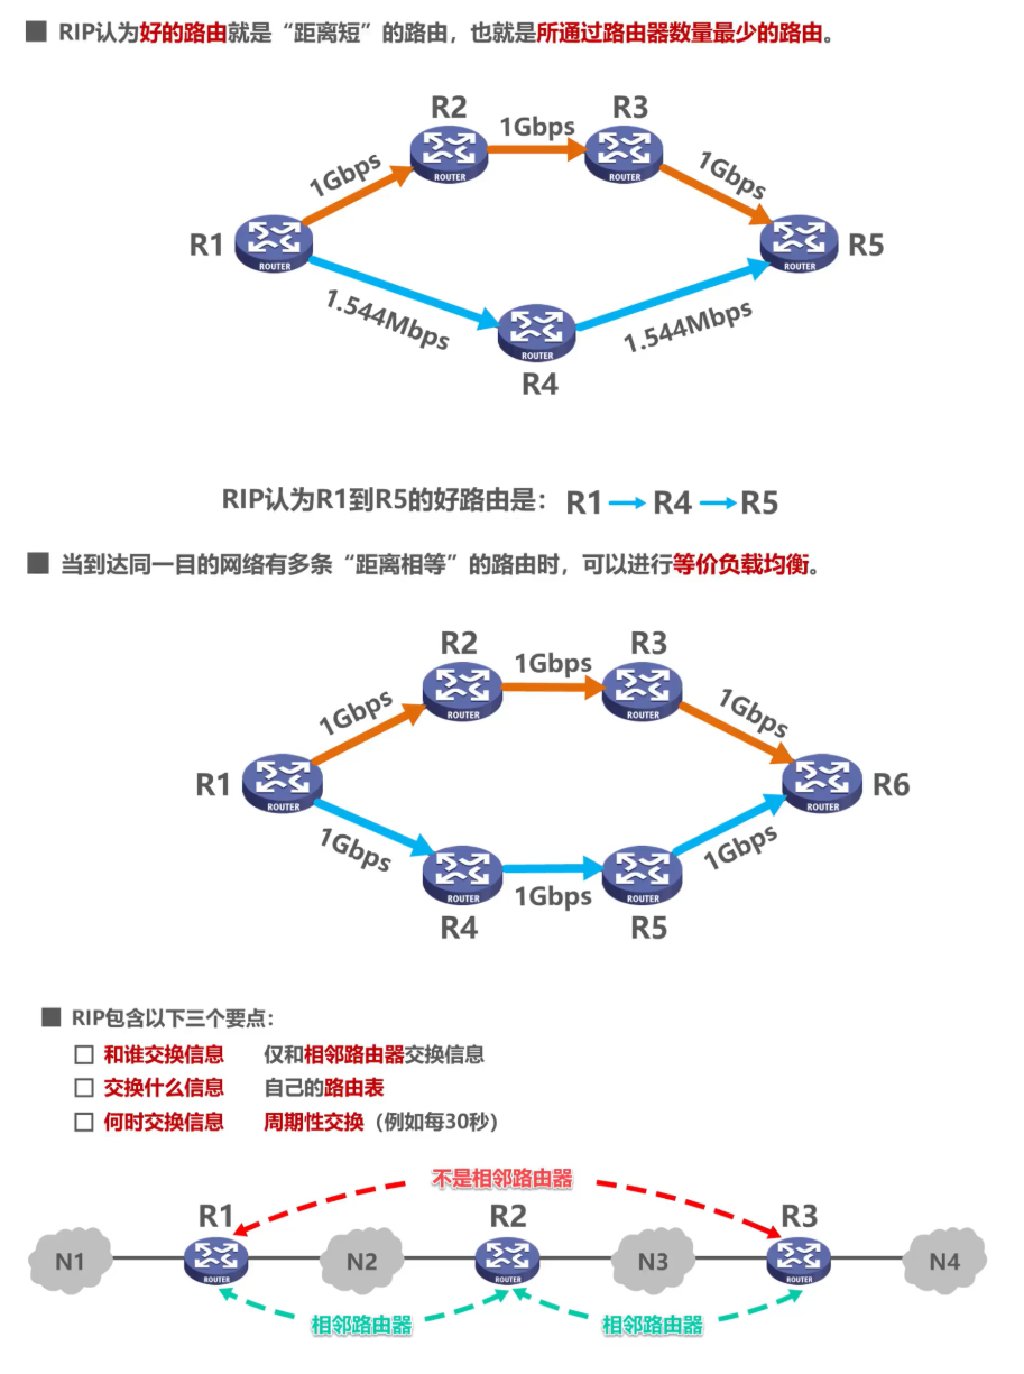 RIP认为好的路由就是“距离短”的路由，也就是所通过路由器数量最少的路由。
R2
1Gbps
R3
1Gbps
1Gbps
ROUTER
ROUTER
R1
R5
ROUTER
ROUTER
1.544Mbps
1.544Mbps
ROUTER
R4
RIP认为R1到R5的好路由是： R1 → R4 → R5
当到达同一目的网络有多条“距离相等”的路由时，可以进行等价负载均衡。
R2
R3
1Gbps
1Gbps
1Gbps
ROUTER
ROUTER
R1
R6
ROUTER
ROUTER
1Gbps
1Gbps
ROUTER
1Gbps
ROUTER
R4
R5
RIP包含以下三个要点：
和谁交换信息 仅和相邻路由器交换信息
交换什么信息 自己的路由表
何时交换信息 周期性交换（例如每30秒）
不是相邻路由器
R1
R2
R3
N1
N2
N3
N4
ROUTER
ROUTER
ROUTER
相邻路由器
相邻路由器